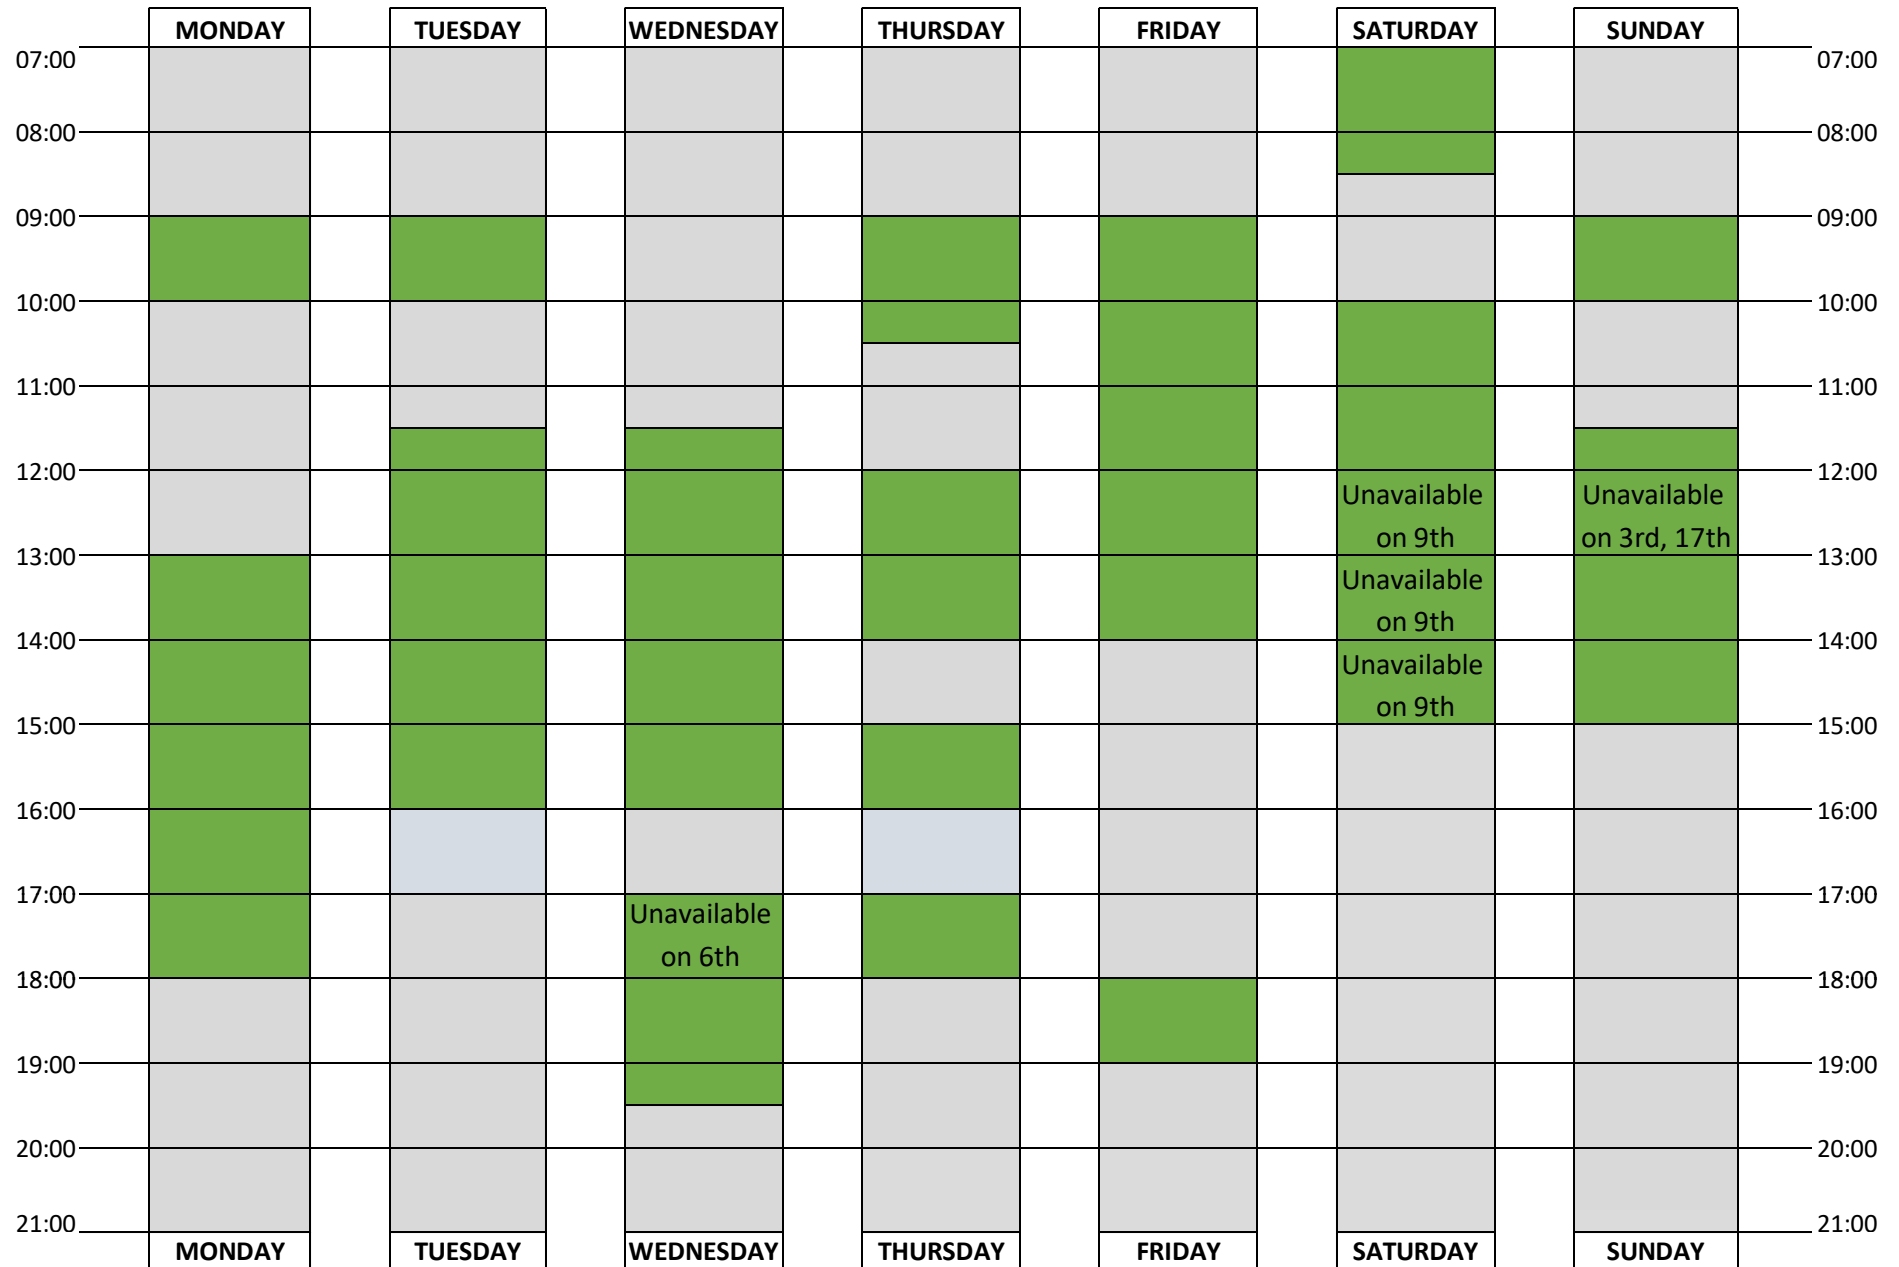 MONDAY TUESDAY WEDNESDAY THURSDAY FRIDAY SATURDAY SUNDAY
07:00 07:00
08:00 08:00
09:00 09:00
10:00 10:00
11:00 11:00
12:00 12:00
Unavailable Unavailable
on 9th on 3rd, 17th
13:00 13:00
Unavailable
on 9th
14:00 14:00
Unavailable
on 9th
15:00 15:00
16:00 16:00
17:00 17:00
Unavailable
on 6th
18:00 18:00
19:00 19:00
20:00 20:00
21:00 21:00
MONDAY TUESDAY WEDNESDAY THURSDAY FRIDAY SATURDAY SUNDAY